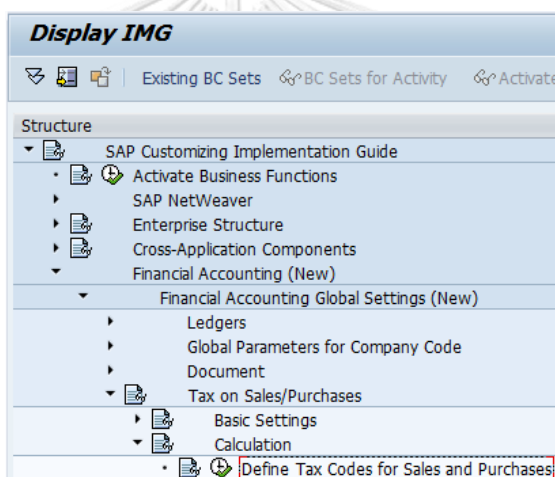 Display IMG
Existing BC Sets BC Sets for Activity Activate
Structure
SAP Customizing Implementation Guide
Activate Business Functions
SAP NetWeaver
Enterprise Structure
Cross-Application Components
Financial Accounting (New)
Financial Accounting Global Settings (New)
Ledgers
Global Parameters for Company Code
Document
Tax on Sales/Purchases
Basic Settings
Calculation
Define Tax Codes for Sales and Purchases